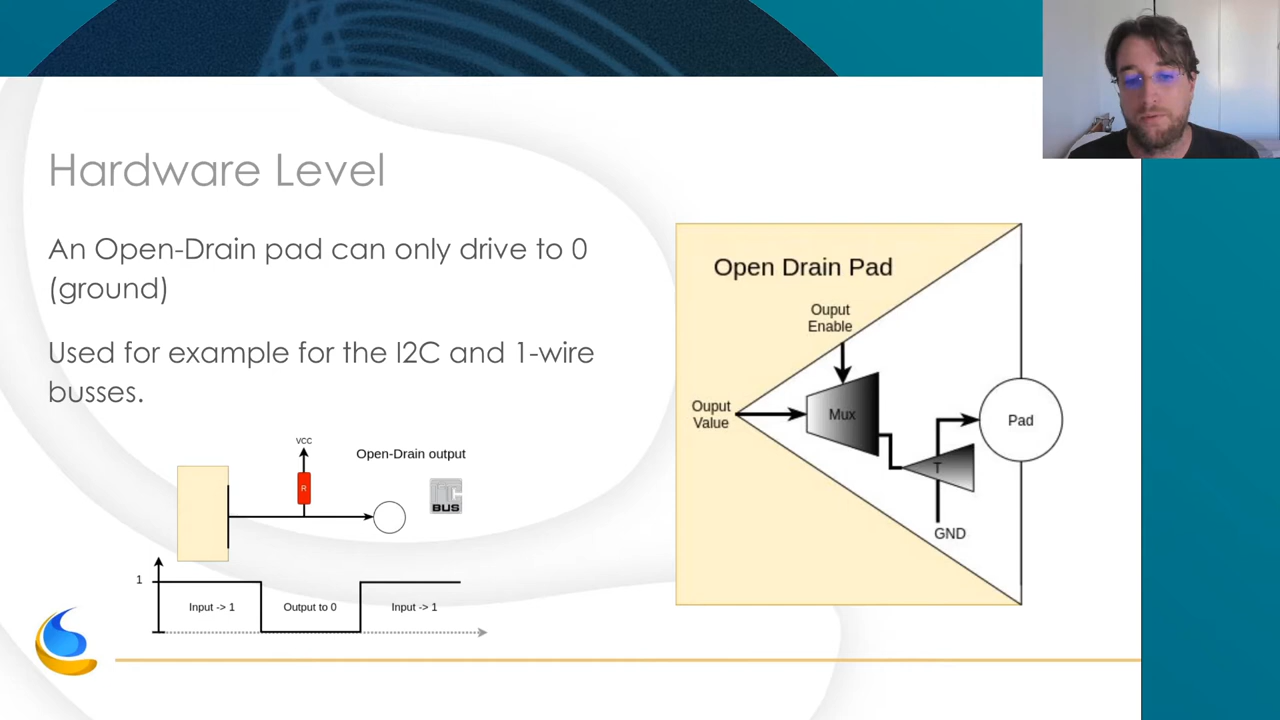 Hardware Level
An Open-Drain pad can only drive to 0
(ground)
Used for example for the I2C and 1-wire
busses.
VCC
R
Open-Drain output
BUS
1
Input -> 1
Output to 0
Input -> 1
Open Drain Pad
Ouput
Enable
Ouput
Value
Mux
T
Pad
GND